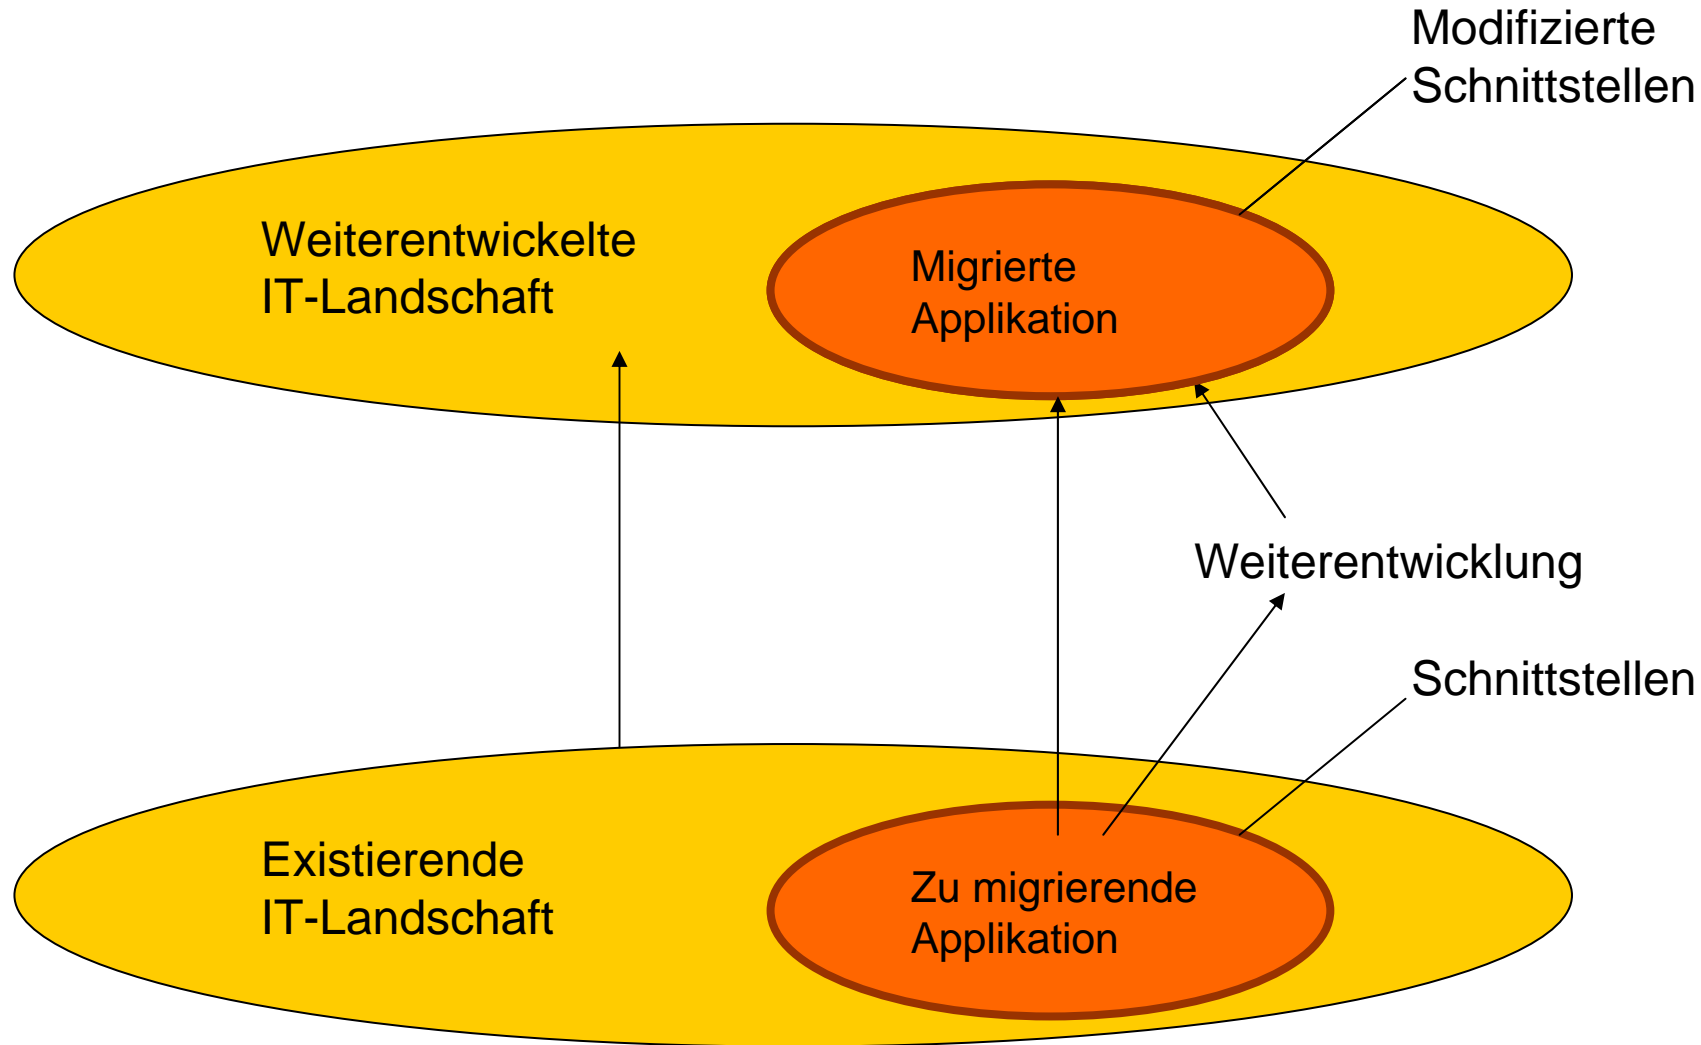 Modifizierte
Schnittstellen
Weiterentwickelte
IT-Landschaft
Migrierte
Applikation
Weiterentwicklung
Schnittstellen
Existierende
IT-Landschaft
Zu migrierende
Applikation